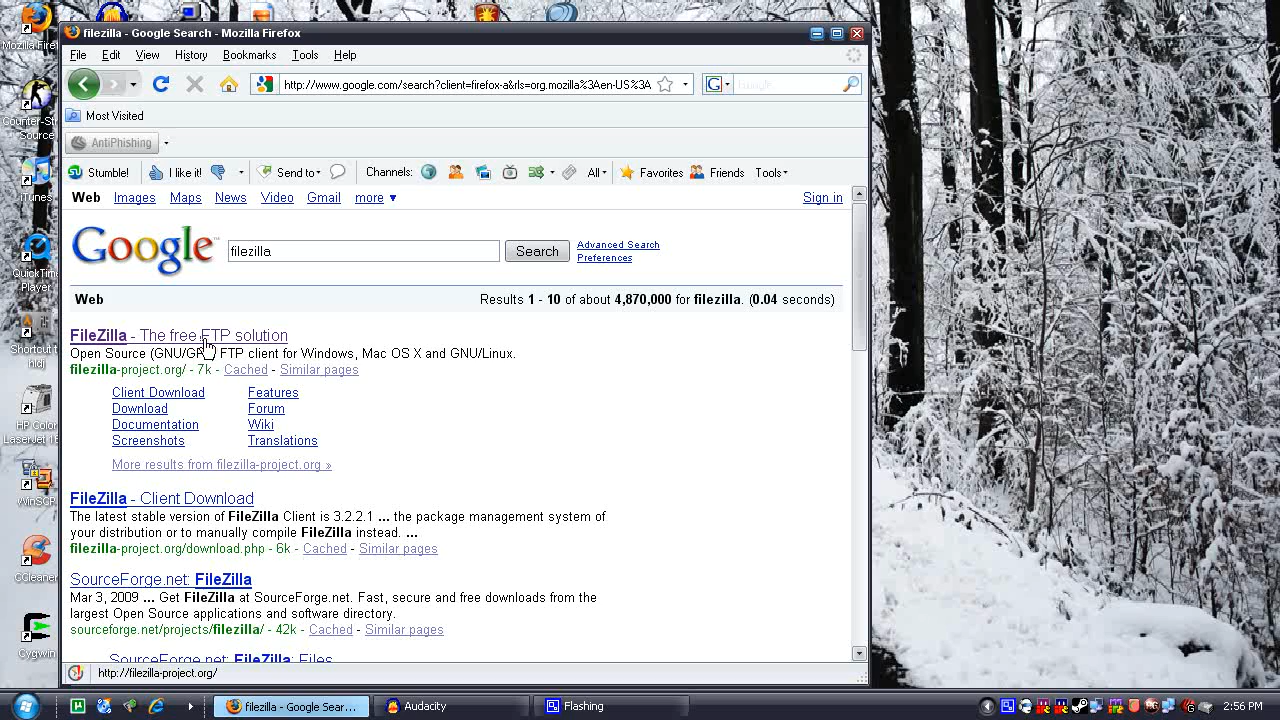 filezilla - Google Search - Mozilla Firefox
File Edit View History Bookmarks Tools Help
http://www.google.com/search?client=firefox-a&rls=org.mozilla%3Aen-US%3A
Most Visited
AntiPhishing
Stumble! I like it! Send to Channels: All Favorites Friends Tools
Web Images Maps News Video Gmail more ▼ Sign in
Google™ filezilla Search Advanced Search
Preferences
Web Results 1 - 10 of about 4,870,000 for filezilla. (0.04 seconds)
FileZilla - The free FTP solution
Open Source (GNU/GPL) FTP client for Windows, Mac OS X and GNU/Linux.
filezilla-project.org/ - 7k - Cached - Similar pages
Client Download Features
Download Forum
Documentation Wiki
Screenshots Translations
More results from filezilla-project.org »
FileZilla - Client Download
The latest stable version of FileZilla Client is 3.2.2.1 ... the package management system of
your distribution or to manually compile FileZilla instead. ...
filezilla-project.org/download.php - 6k - Cached - Similar pages
SourceForge.net: FileZilla
Mar 3, 2009 ... Get FileZilla at SourceForge.net. Fast, secure and free downloads from the
largest Open Source applications and software directory.
sourceforge.net/projects/filezilla/ - 42k - Cached - Similar pages
SourceForge.net: FileZilla: Files
http://filezilla-project.org/
Mozilla Firef
Counter-St
Source
iTunes
QuickTime
Player
Shortcut t
hldj
HP Color
LaserJet 16
WinSCP
CCleaner
Cygwin
filezilla - Google Sear... Audacity Flashing 2:56 PM